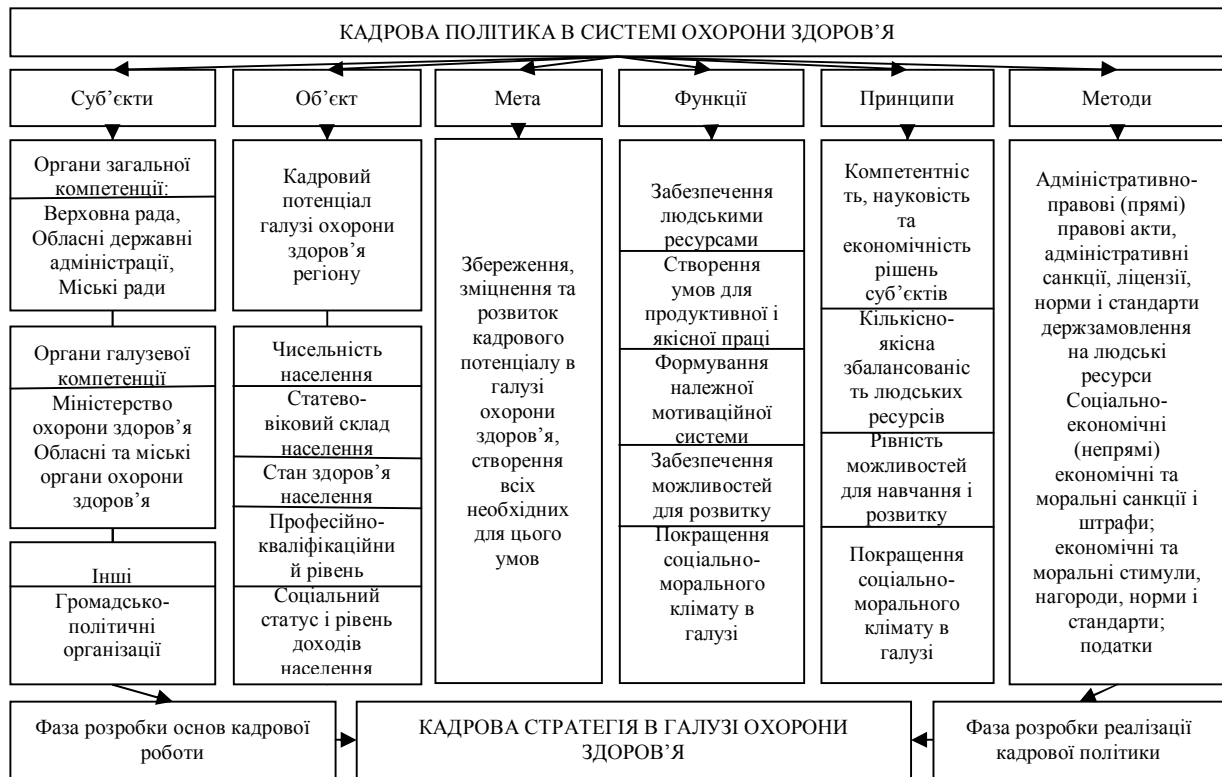 КАДРОВА ПОЛІТИКА В СИСТЕМІ ОХОРОНИ ЗДОРОВ’Я
Суб’єкти
Об’єкт
Мета
Функції
Принципи
Методи
Органи загальної
компетенції:
Верховна рада,
Обласні державні
адміністрації,
Міські ради
Органи галузевої
компетенції
Міністерство
охорони здоров’я
Обласні та міські
органи охорони
здоров’я
Інші
Громадсько-
політичні
організації
Кадровий
потенціал
галузі охорони
здоров’я
регіону
Чисельність
населення
Статево-
віковий склад
населення
Стан здоров’я
населення
Професійно-
кваліфікаційни
й рівень
Соціальний
статус і рівень
доходів
населення
Збереження,
зміцнення та
розвиток
кадрового
потенціалу в
галузі
охорони
здоров’я,
створення
всіх
необхідних
для цього
умов
Забезпечення
людськими
ресурсами
Створення
умов для
продуктивної і
якісної праці
Формування
належної
мотиваційної
системи
Забезпечення
можливостей
для розвитку
Покращення
соціально-
морального
клімату в
галузі
Компетентніс
ть, науковість
та
економічність
рішень
суб’єктів
Кількісно-
якісна
збалансованіс
ть людських
ресурсів
Рівність
можливостей
для навчання і
розвитку
Покращення
соціально-
морального
клімату в
галузі
Адміністративно-
правові (прямі)
правові акти,
адміністративні
санкції, ліцензії,
норми і стандарти
держзамовлення
на людські
ресурси
Соціально-
економічні
(непрямі)
економічні та
моральні санкції і
штрафи;
економічні та
моральні стимули,
нагороди, норми і
стандарти;
податки
Фаза розробки основ кадрової
роботи
КАДРОВА СТРАТЕГІЯ В ГАЛУЗІ ОХОРОНИ
ЗДОРОВ’Я
Фаза розробки реалізації
кадрової політики